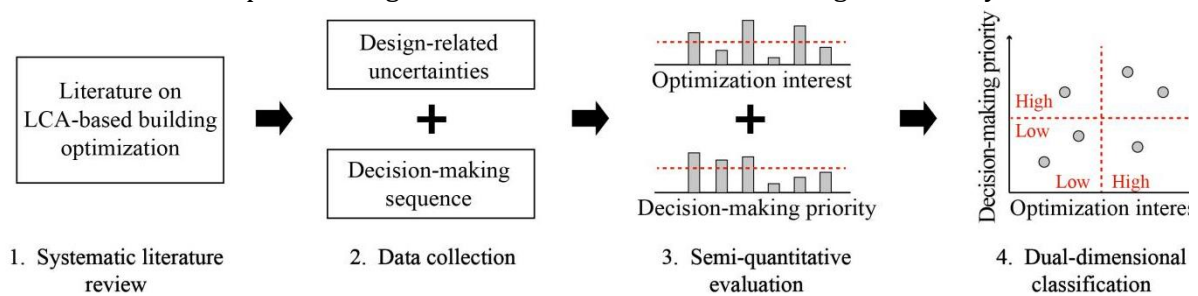 Literature on
LCA-based building
optimization
Design-related
uncertainties
+
Decision-making
sequence
Optimization interest
+
Decision-making priority
Decision-making priority
High
Low
Low High
Optimization interest
1. Systematic literature
review
2. Data collection
3. Semi-quantitative
evaluation
4. Dual-dimensional
classification